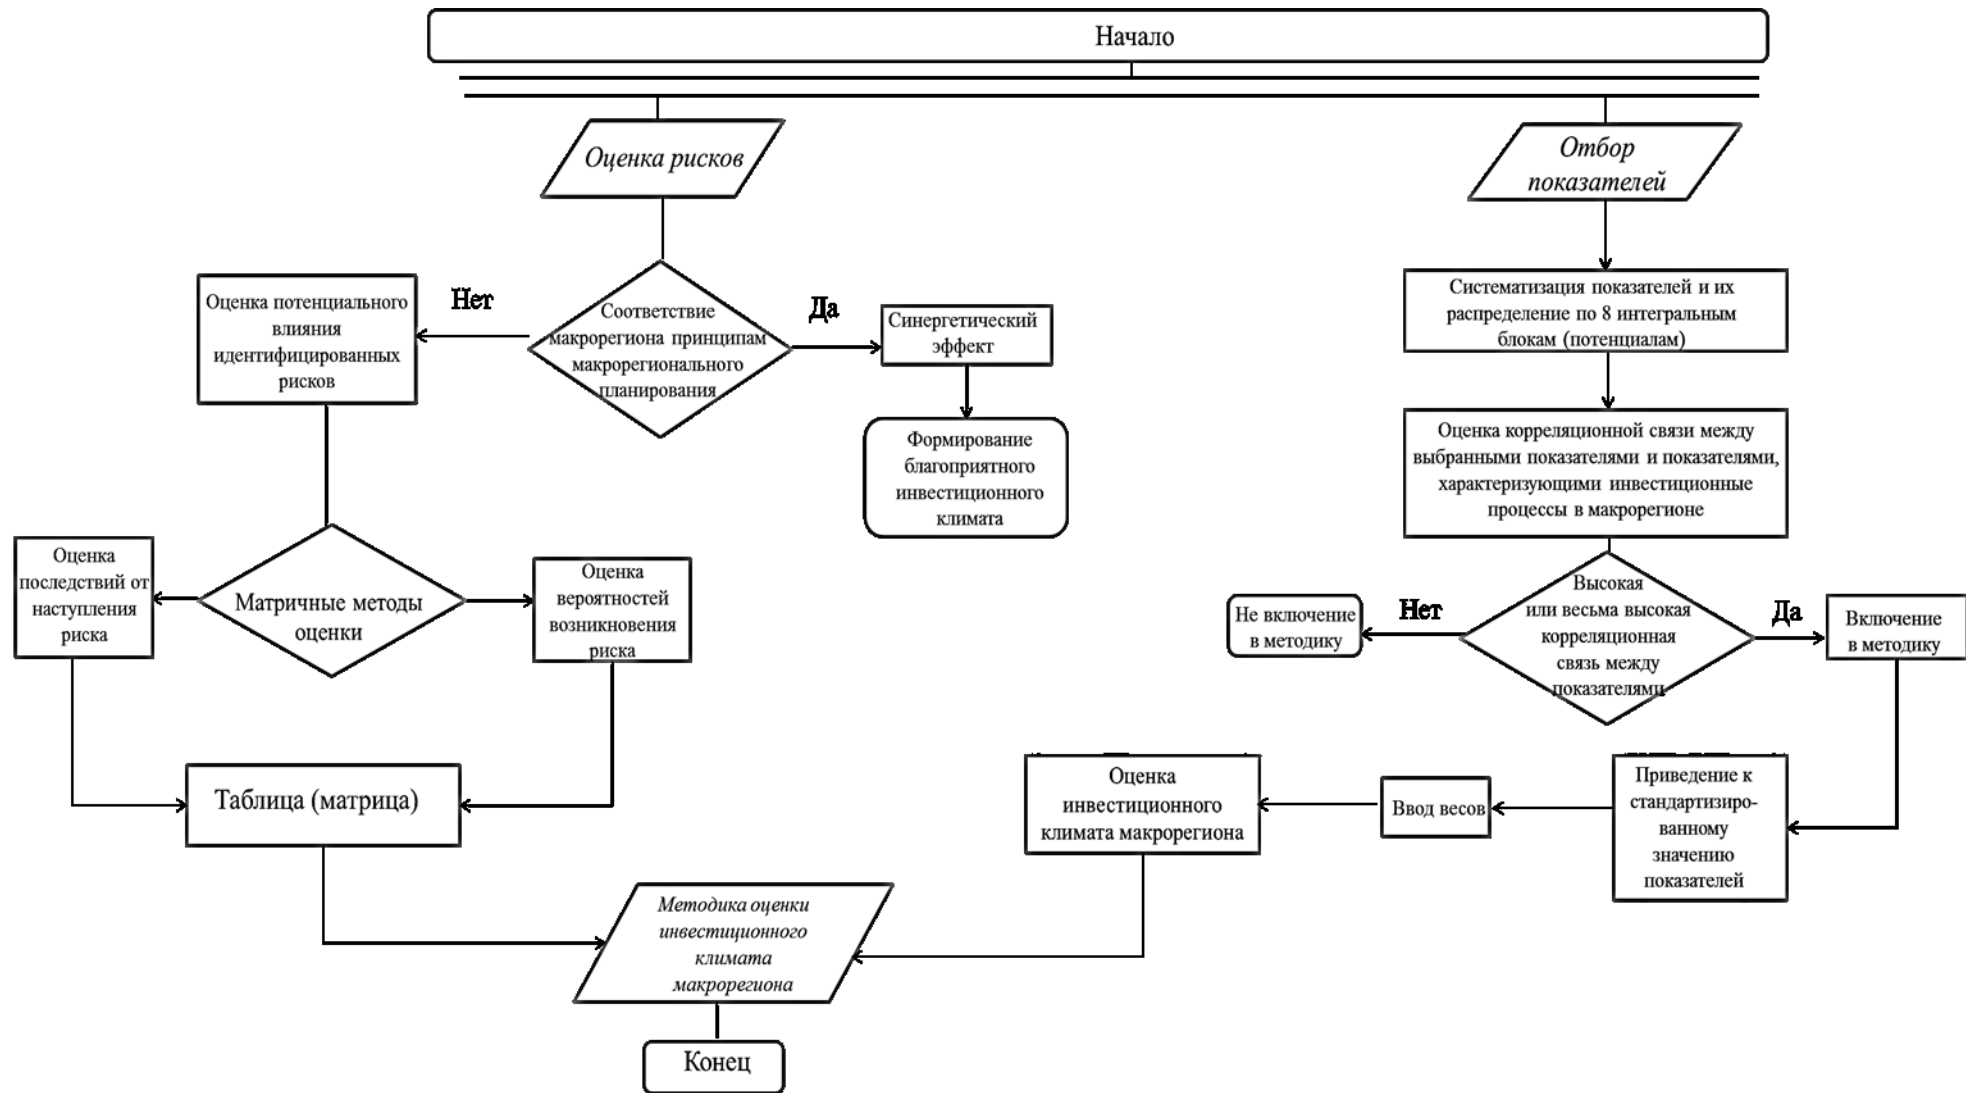 Начало
Оценка рисков
Отбор
показателей
Оценка потенциального
влияния
идентифицированных
рисков
Нет
Соответствие
макрорегиона принципам
макрорегионального
планирования
Да
Синергетический
эффект
Формирование
благоприятного
инвестиционного
климата
Систематизация показателей и их
распределение по 8 интегральным
блокам (потенциалам)
Оценка корреляционной связи между
выбранными показателями и показателями,
характеризующими инвестиционные
процессы в макрорегионе
Оценка
последствий от
наступления
риска
Матричные методы
оценки
Оценка
вероятностей
возникновения
риска
Не включение
в методику
Нет
Высокая
или весьма высокая
корреляционная
связь между
показателями
Да
Включение
в методику
Таблица (матрица)
Оценка
инвестиционного
климата макрорегиона
Ввод весов
Приведение к
стандартизиро-
ванному
значению
показателей
Методика оценки
инвестиционного
климата
макрорегиона
Конец